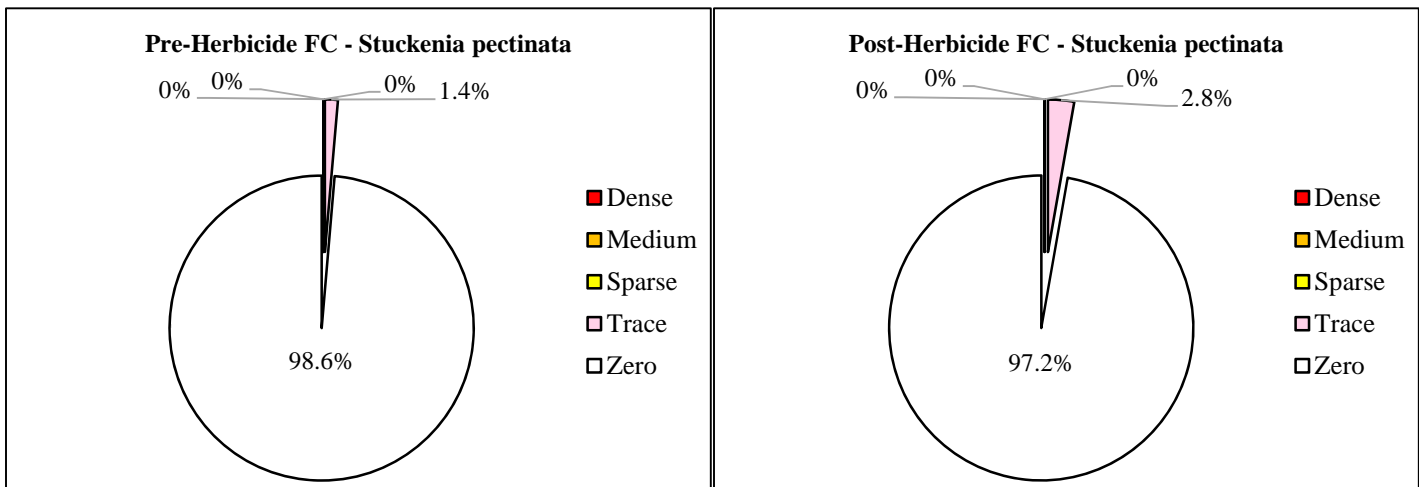 Pre-Herbicide FC - Stuckenia pectinata
0%
0%
0%
1.4%
98.6%
Dense
Medium
Sparse
Trace
Zero
Post-Herbicide FC - Stuckenia pectinata
0%
0%
0%
2.8%
97.2%
Dense
Medium
Sparse
Trace
Zero